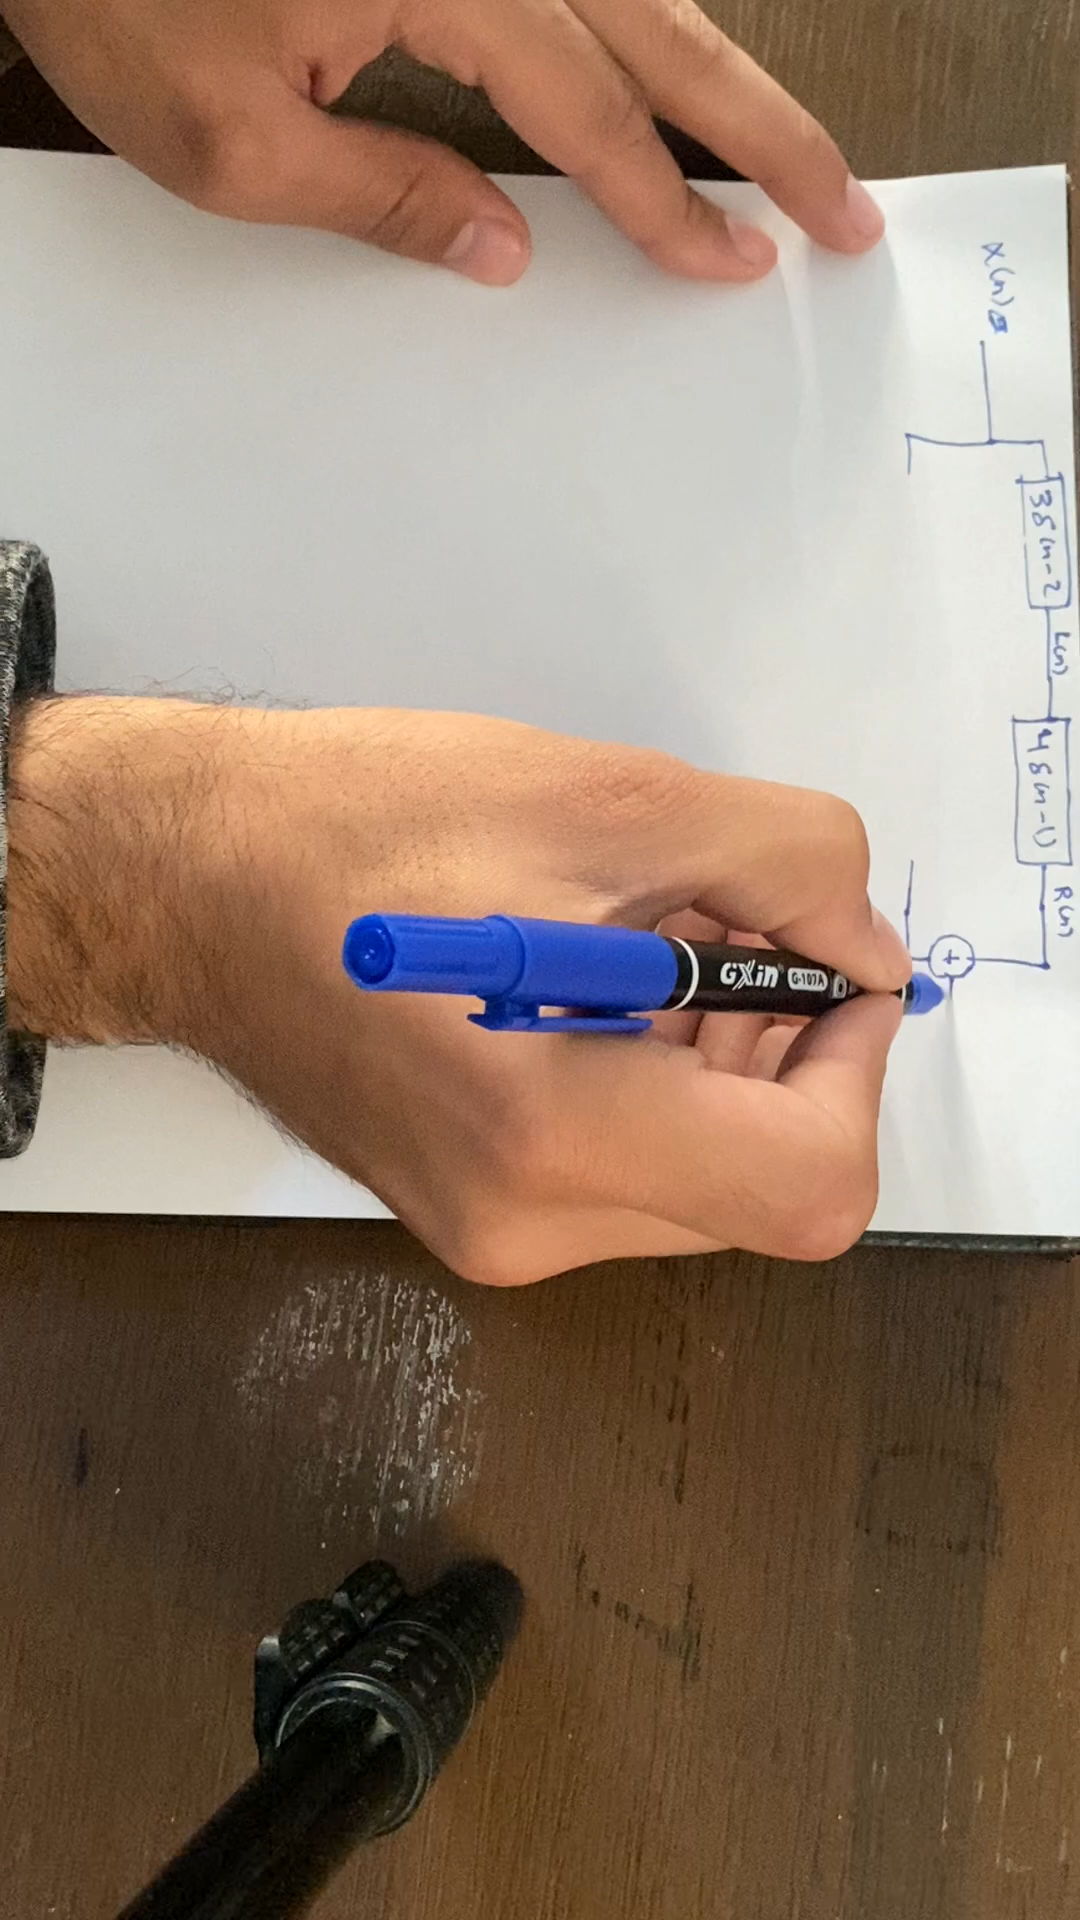 x(n)
3δ(n-2
L(n)
4δ(n-1)
R(n)
+
GXin G-107A